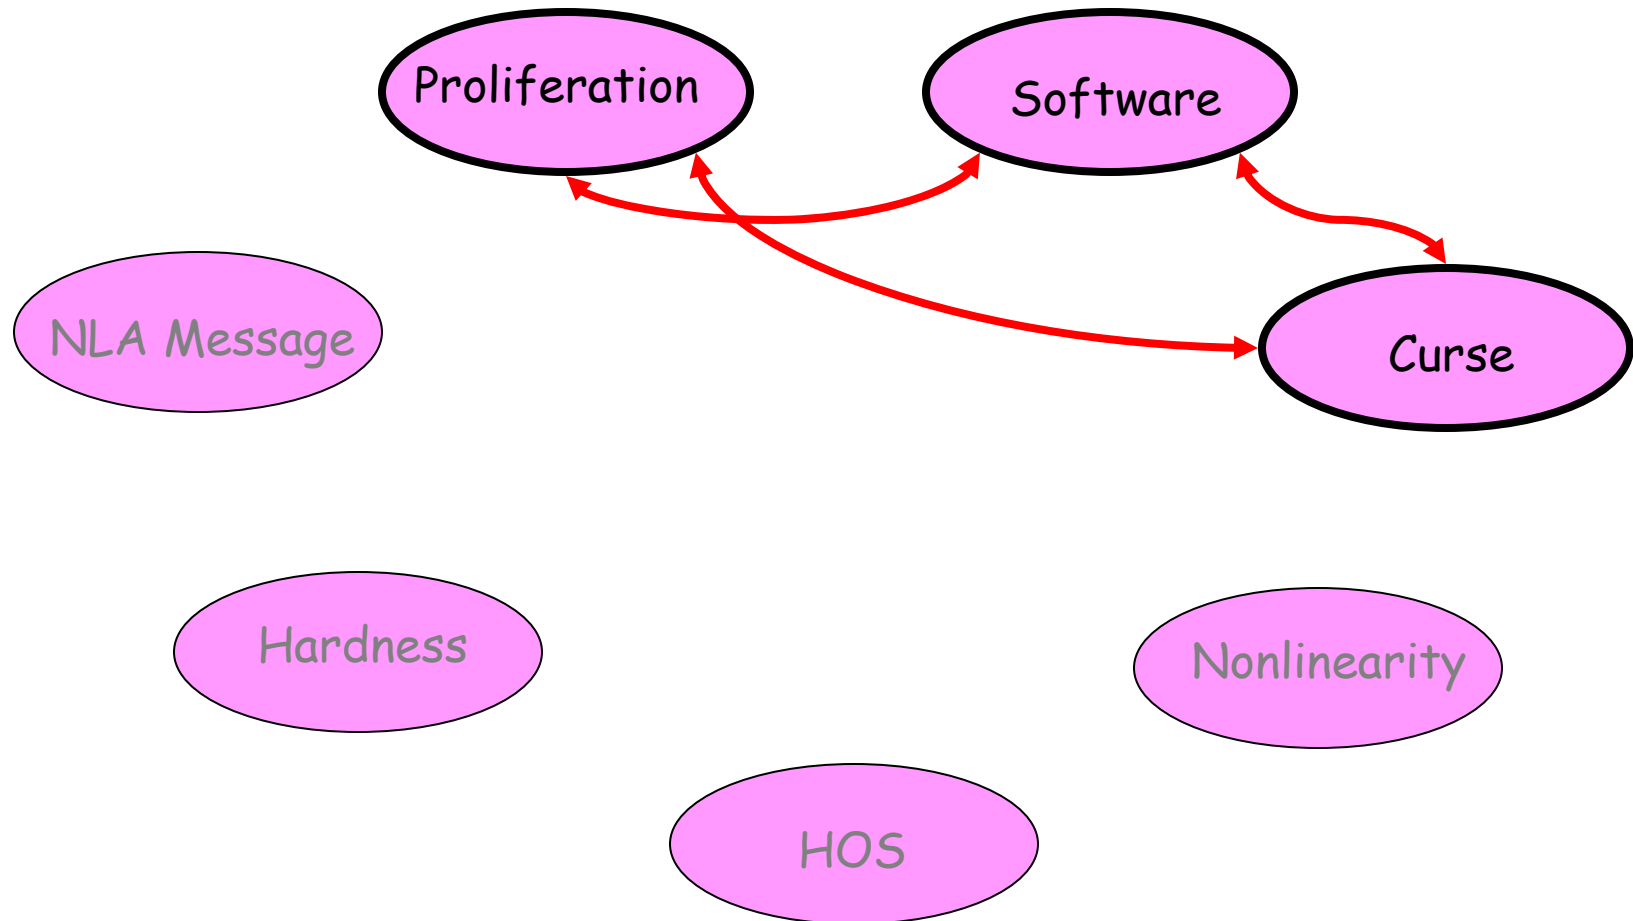 Proliferation
Software
NLA Message
Curse
Hardness
Nonlinearity
HOS